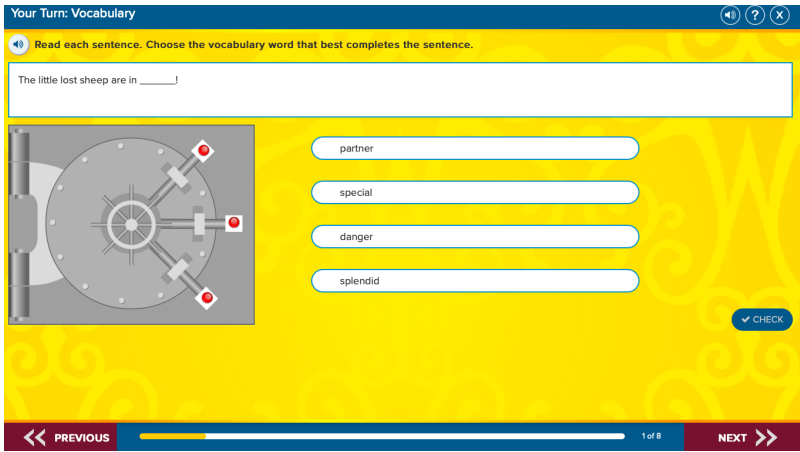 Your Turn: Vocabulary
? X
Read each sentence. Choose the vocabulary word that best completes the sentence.
The little lost sheep are in ______!
partner
special
danger
splendid
CHECK
PREVIOUS
1 of 8
NEXT